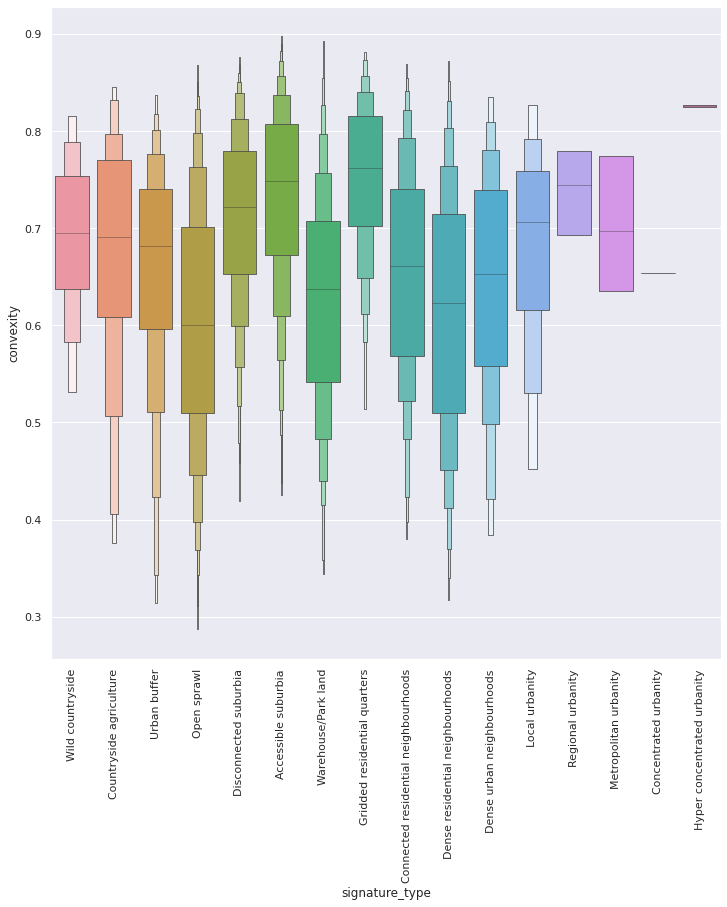 0.9
0.8
0.7
0.6
0.5
0.4
0.3
convexity
Wild countryside
Countryside agriculture
Urban buffer
Open sprawl
Disconnected suburbia
Accessible suburbia
Warehouse/Park land
Gridded residential quarters
Connected residential neighbourhoods
Dense residential neighbourhoods
Dense urban neighbourhoods
Local urbanity
Regional urbanity
Metropolitan urbanity
Concentrated urbanity
Hyper concentrated urbanity
signature_type